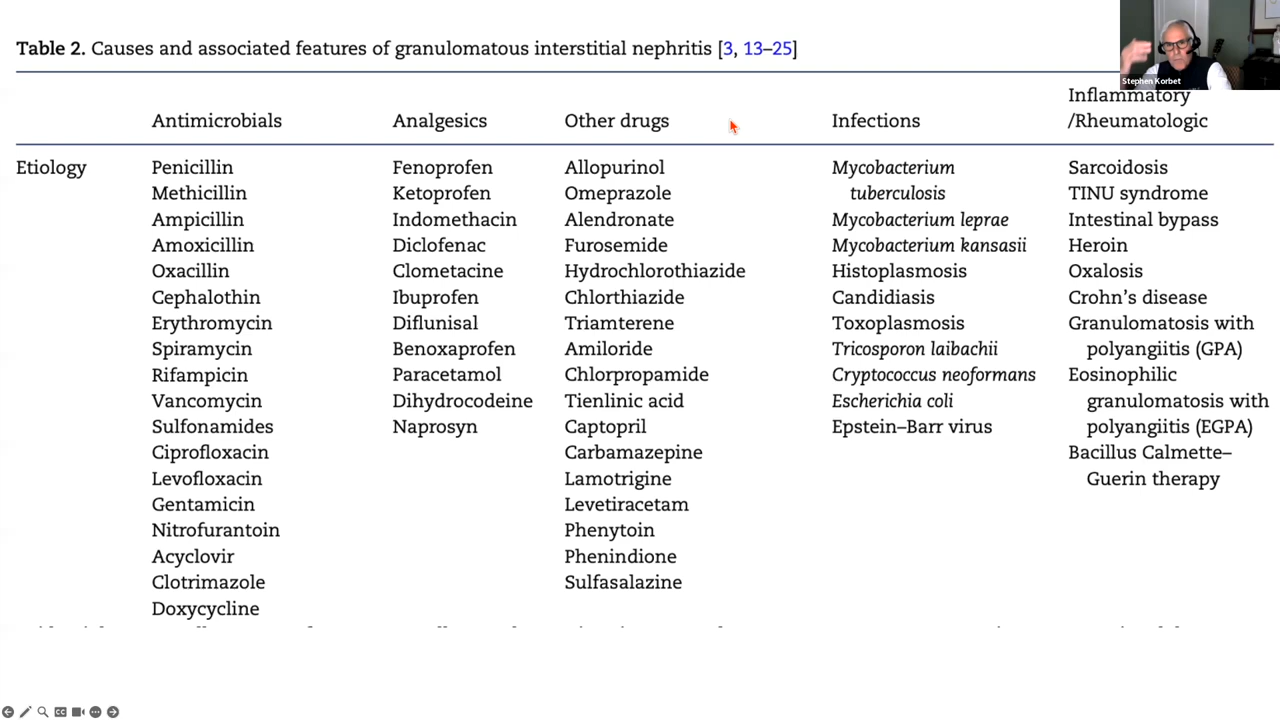 Table 2. Causes and associated features of granulomatous interstitial nephritis [3, 13–25]
Stephen Korbet
Antimicrobials
Analgesics
Other drugs
Infections
Inflammatory
/Rheumatologic
Etiology
Penicillin
Methicillin
Ampicillin
Amoxicillin
Oxacillin
Cephalothin
Erythromycin
Spiramycin
Rifampicin
Vancomycin
Sulfonamides
Ciprofloxacin
Levofloxacin
Gentamicin
Nitrofurantoin
Acyclovir
Clotrimazole
Doxycycline
Fenoprofen
Ketoprofen
Indomethacin
Diclofenac
Clometacine
Ibuprofen
Diflunisal
Benoxaprofen
Paracetamol
Dihydrocodeine
Naprosyn
Allopurinol
Omeprazole
Alendronate
Furosemide
Hydrochlorothiazide
Chlorthiazide
Triamterene
Amiloride
Chlorpropamide
Tienlinic acid
Captopril
Carbamazepine
Lamotrigine
Levetiracetam
Phenytoin
Phenindione
Sulfasalazine
Mycobacterium
tuberculosis
Mycobacterium leprae
Mycobacterium kansasii
Histoplasmosis
Candidiasis
Toxoplasmosis
Tricosporon laibachii
Cryptococcus neoformans
Escherichia coli
Epstein–Barr virus
Sarcoidosis
TINU syndrome
Intestinal bypass
Heroin
Oxalosis
Crohn's disease
Granulomatosis with
polyangiitis (GPA)
Eosinophilic
granulomatosis with
polyangiitis (EGPA)
Bacillus Calmette–
Guerin therapy